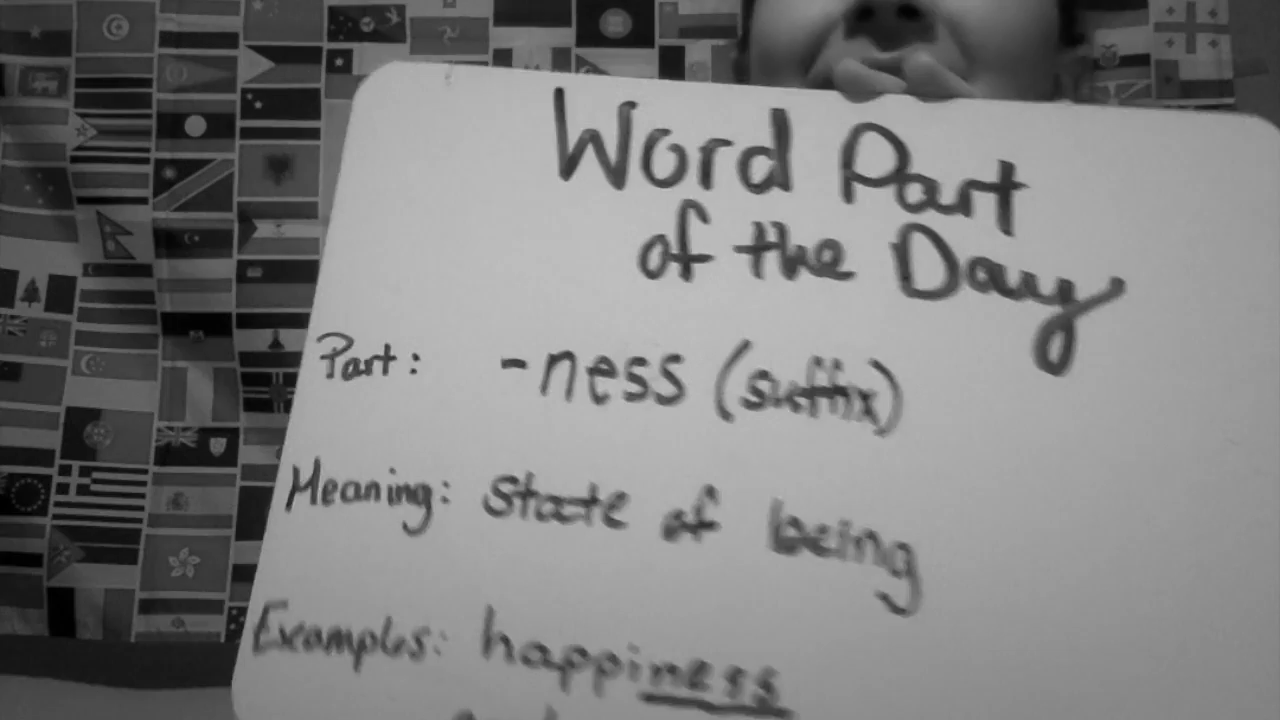 Word Part
of the Day
Part: -ness (suffix)
Meaning: State of being
Examples: happiness